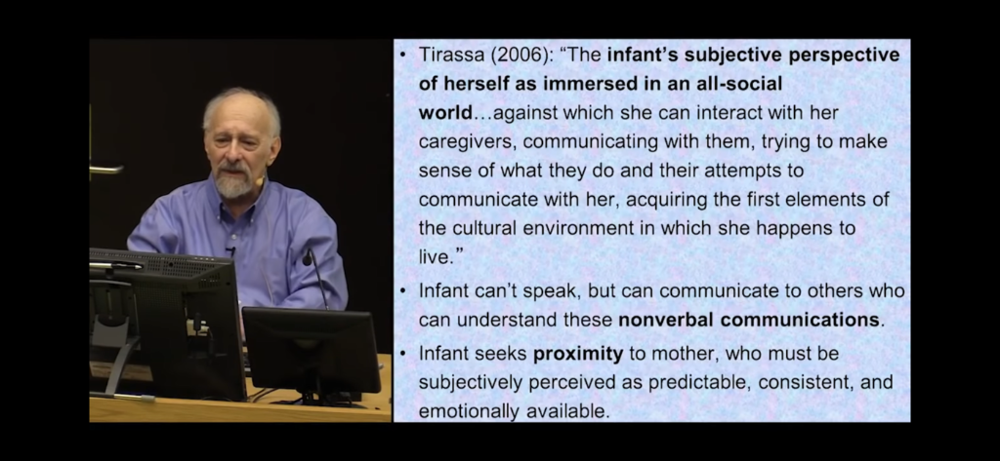 • Tirassa (2006): “The infant’s subjective perspective
of herself as immersed in an all-social
world…against which she can interact with her
caregivers, communicating with them, trying to make
sense of what they do and their attempts to
communicate with her, acquiring the first elements of
the cultural environment in which she happens to
live.”
• Infant can’t speak, but can communicate to others who
can understand these nonverbal communications.
• Infant seeks proximity to mother, who must be
subjectively perceived as predictable, consistent, and
emotionally available.